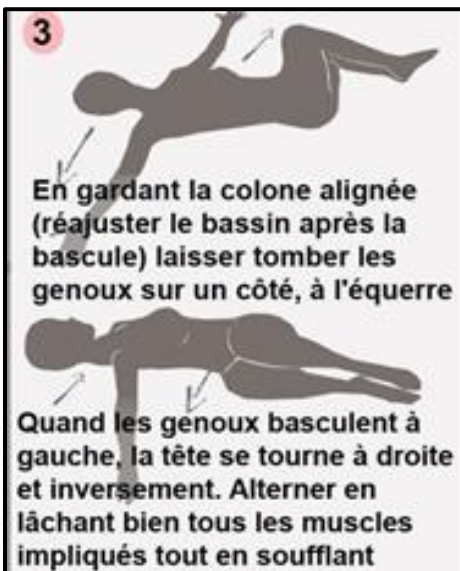 3
En gardant la colone alignée
(réajuster le bassin après la
bascule) laisser tomber les
genoux sur un côté, à l'équerre
Quand les genoux basculent à
gauche, la tête se tourne à droite
et inversement. Alterner en
lâchant bien tous les muscles
impliqués tout en soufflant